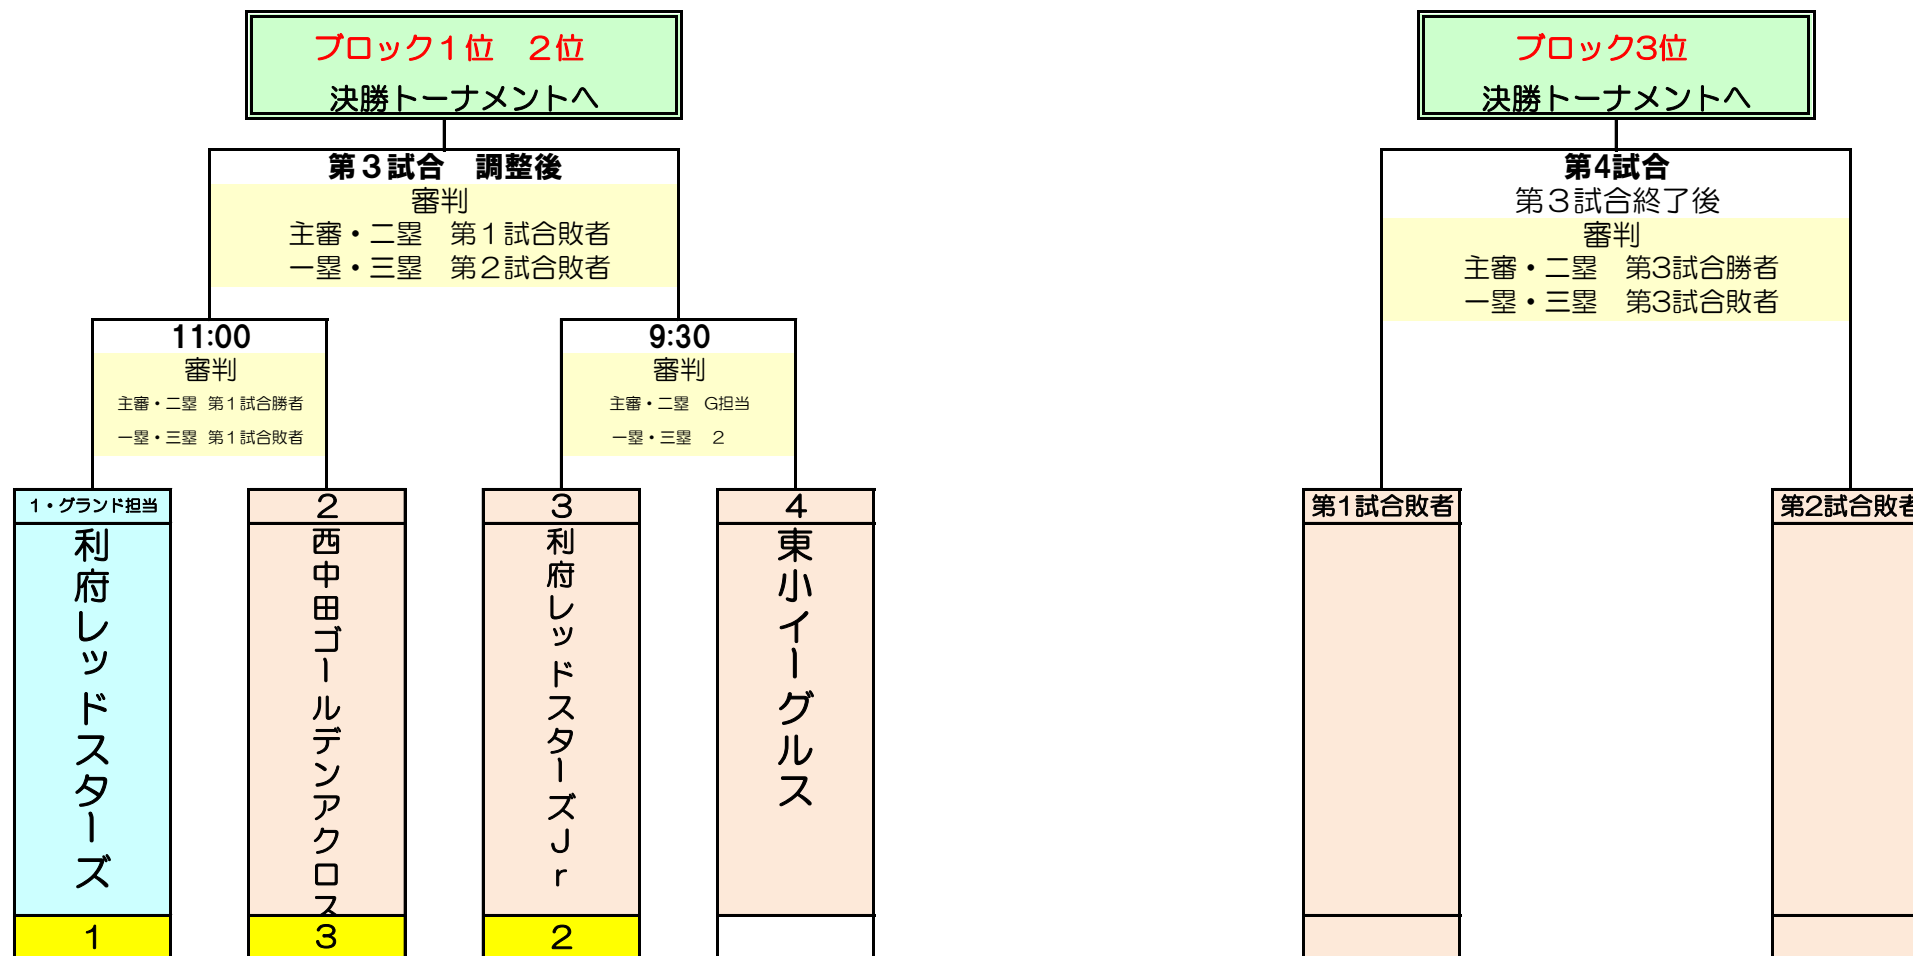 ブロック１位　２位
決勝トーナメントへ
第３試合　調整後
審判
主審・二塁　第１試合敗者
一塁・三塁　第２試合敗者
11:00
審判
主審・二塁 第１試合勝者
一塁・三塁 第１試合敗者
9:30
審判
主審・二塁　G担当
一塁・三塁　２
1・グランド担当
利府レッドスターズ
1
2
西中田ゴールデンアクロス
3
3
利府レッドスターズＪｒ
2
4
東小イーグルス
ブロック3位
決勝トーナメントへ
第4試合
第３試合終了後
審判
主審・二塁　第3試合勝者
一塁・三塁　第3試合敗者
第1試合敗者
第2試合敗者